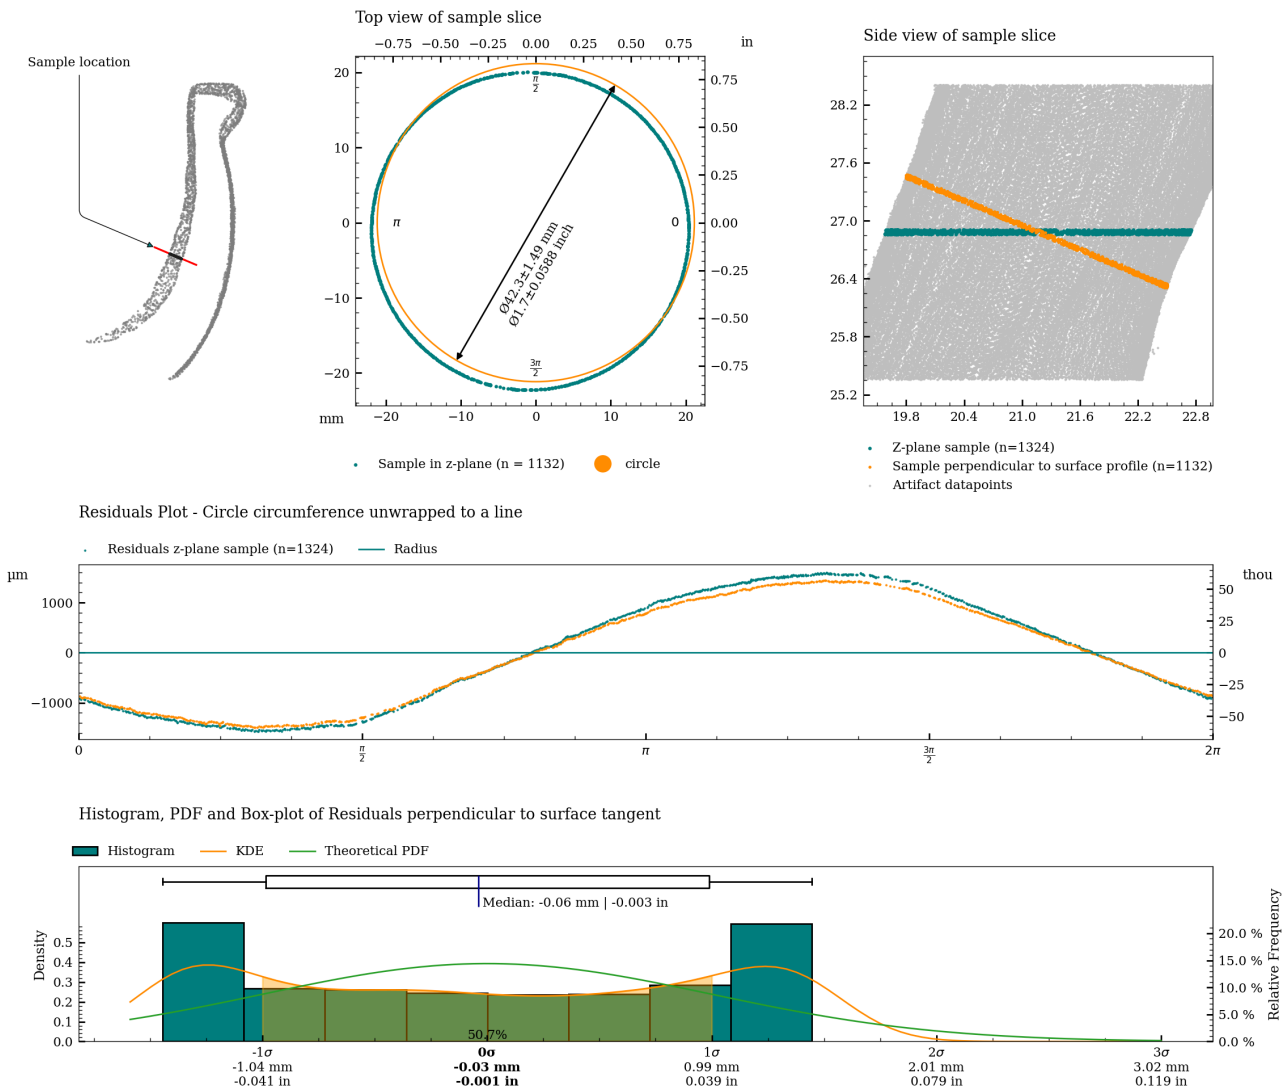 Top view of sample slice
−0.75 −0.50 −0.25 0.00 0.25 0.50 0.75 in
Side view of sample slice
Sample location
20
10
0
−10
−20
0.75
0.50
0.25
0.00
−0.25
−0.50
−0.75
π/2
π
0
3π/2
Ø42.3±1.49 mm
Ø1.7±0.0588 inch
mm
−20 −10 0 10 20
28.2
27.6
27.0
26.4
25.8
25.2
19.8 20.4 21.0 21.6 22.2 22.8
Sample in z-plane (n = 1132) circle
Z-plane sample (n=1324)
Sample perpendicular to surface profile (n=1132)
Artifact datapoints
Residuals Plot - Circle circumference unwrapped to a line
Residuals z-plane sample (n=1324) Radius
µm
thou
1000
0
−1000
50
25
0
−25
−50
0 π/2 π 3π/2 2π
Histogram, PDF and Box-plot of Residuals perpendicular to surface tangent
Histogram KDE Theoretical PDF
Median: -0.06 mm | -0.003 in
Density
0.5
0.4
0.3
0.2
0.1
0.0
Relative Frequency
20.0 %
15.0 %
10.0 %
5.0 %
0.0 %
50.7%
-1σ 0σ 1σ 2σ 3σ
-1.04 mm -0.03 mm 0.99 mm 2.01 mm 3.02 mm
-0.041 in -0.001 in 0.039 in 0.079 in 0.119 in